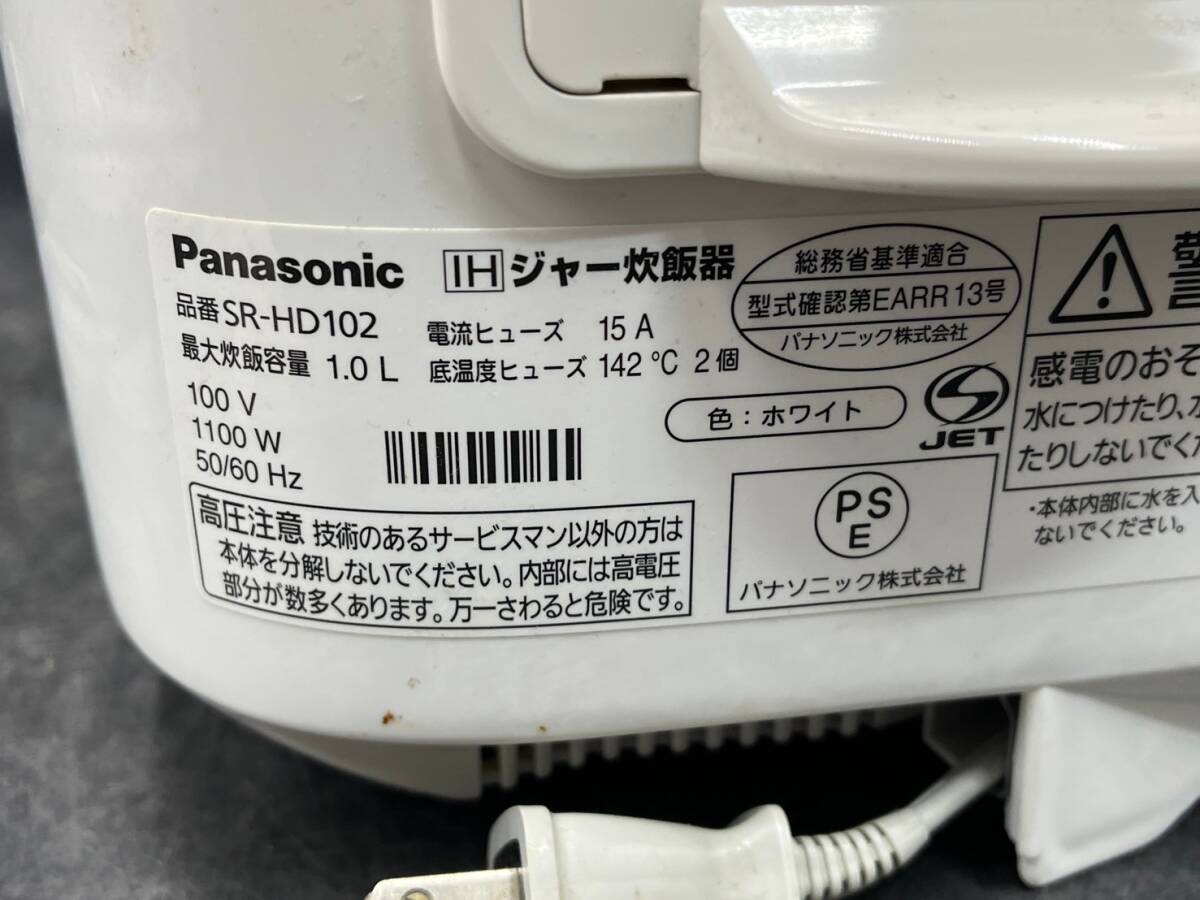 Panasonic IHジャー炊飯器
品番 SR-HD102
最大炊飯容量 1.0 L
100 V
1100 W
50/60 Hz
電流ヒューズ 15 A
底温度ヒューズ 142 ℃ 2個
総務省基準適合
型式確認第EARR13号
パナソニック株式会社
色：ホワイト
JET
高圧注意 技術のあるサービスマン以外の方は
本体を分解しないでください。内部には高電圧
部分が数多くあります。万一さわると危険です。
PS
E
パナソニック株式会社
警
感電のおそ
水につけたり、水
たりしないでくだ
・本体内部に水を入
ないでください。